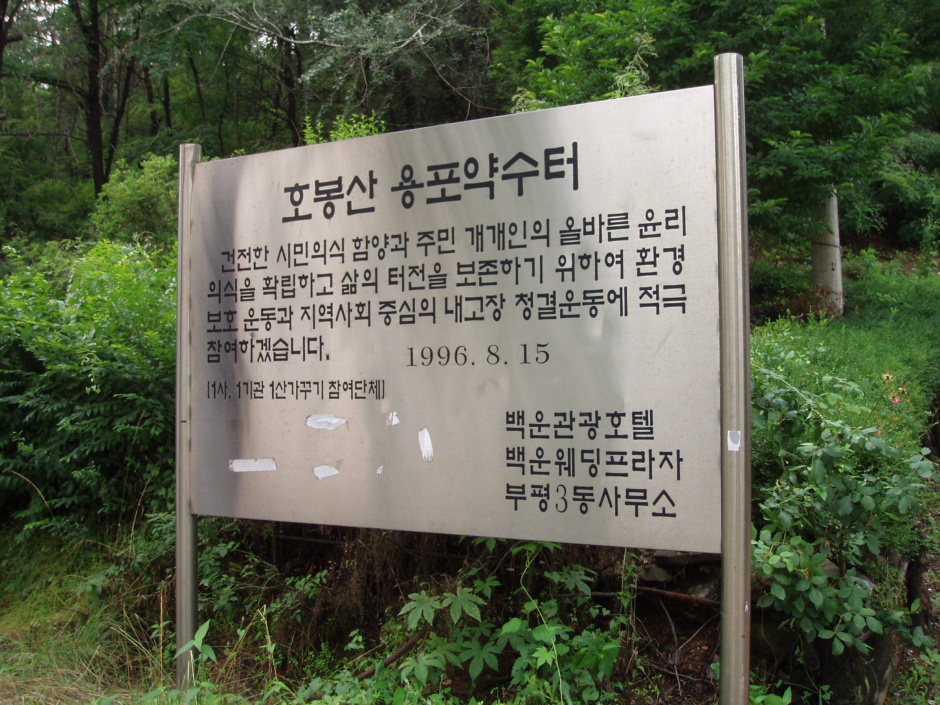 호봉산 용포약수터
건전한 시민의식 함양과 주민 개개인의 올바른 윤리
의식을 확립하고 삶의 터전을 보존하기 위하여 환경
보호 운동과 지역사회 중심의 내고장 청결운동에 적극
참여하겠습니다.
1996. 8. 15
[1사, 1기관 1산가꾸기 참여단체]
백운관광호텔
백운웨딩프라자
부평3동사무소